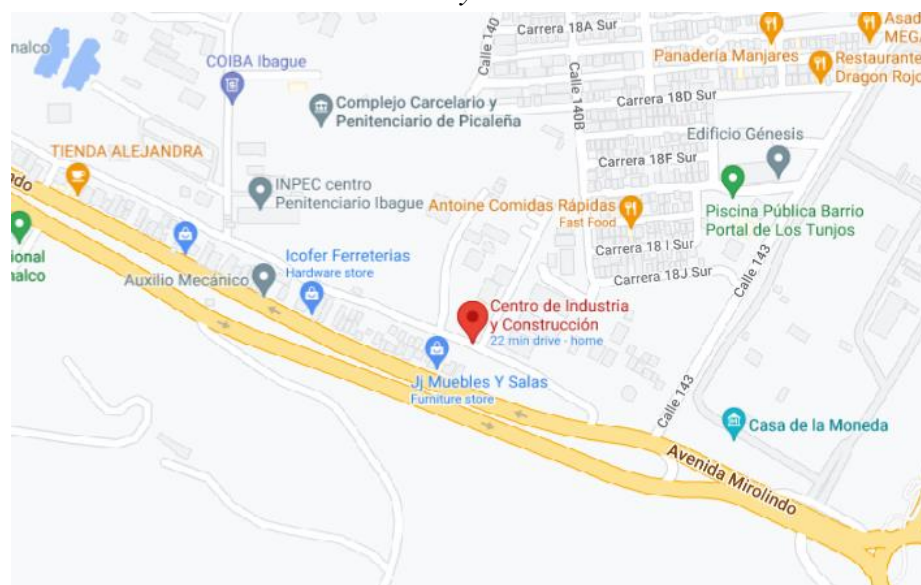 Carrera 18A Sur
Asad
MEGA
Calle 140
nalco
Panadería Manjares
Restaurante
Dragon Rojo
COIBA Ibague
Complejo Carcelario y
Penitenciario de Picaleña
Carrera 18D Sur
Calle 140B
Edificio Génesis
TIENDA ALEJANDRA
ndo
Carrera 18F Sur
INPEC centro
Penitenciario Ibague
Antoine Comidas Rápidas
Fast Food
Piscina Pública Barrio
Portal de Los Tunjos
ional
nalco
Icofer Ferreterias
Hardware store
Carrera 18 I Sur
Auxilio Mecánico
Carrera 18J Sur
Calle 143
Centro de Industria
y Construcción
22 min drive - home
Jj Muebles Y Salas
Furniture store
Calle 143
Casa de la Moneda
Avenida Mirolindo